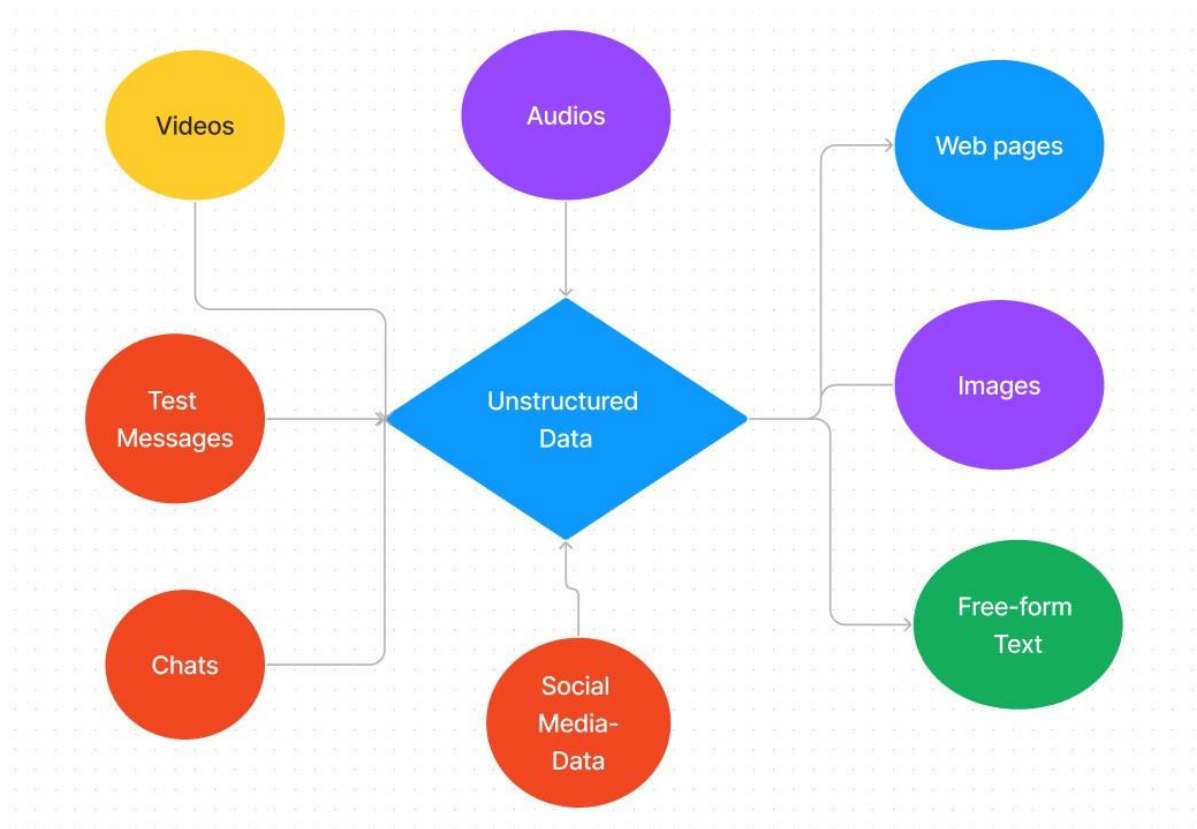 Videos
Audios
Web pages
Test
Messages
Unstructured
Data
Images
Chats
Social
Media-
Data
Free-form
Text